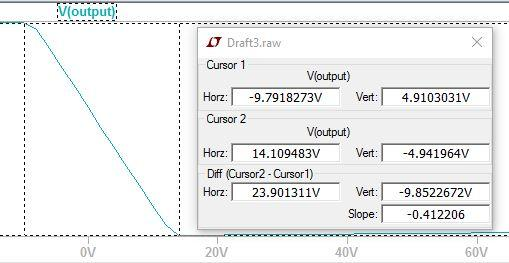 V(output)
Draft3.raw
Cursor 1
V(output)
Horz: -9.7918273V Vert: 4.9103031V
Cursor 2
V(output)
Horz: 14.109483V Vert: -4.941964V
Diff (Cursor2 - Cursor1)
Horz: 23.901311V Vert: -9.8522672V
Slope: -0.412206
0V 20V 40V 60V